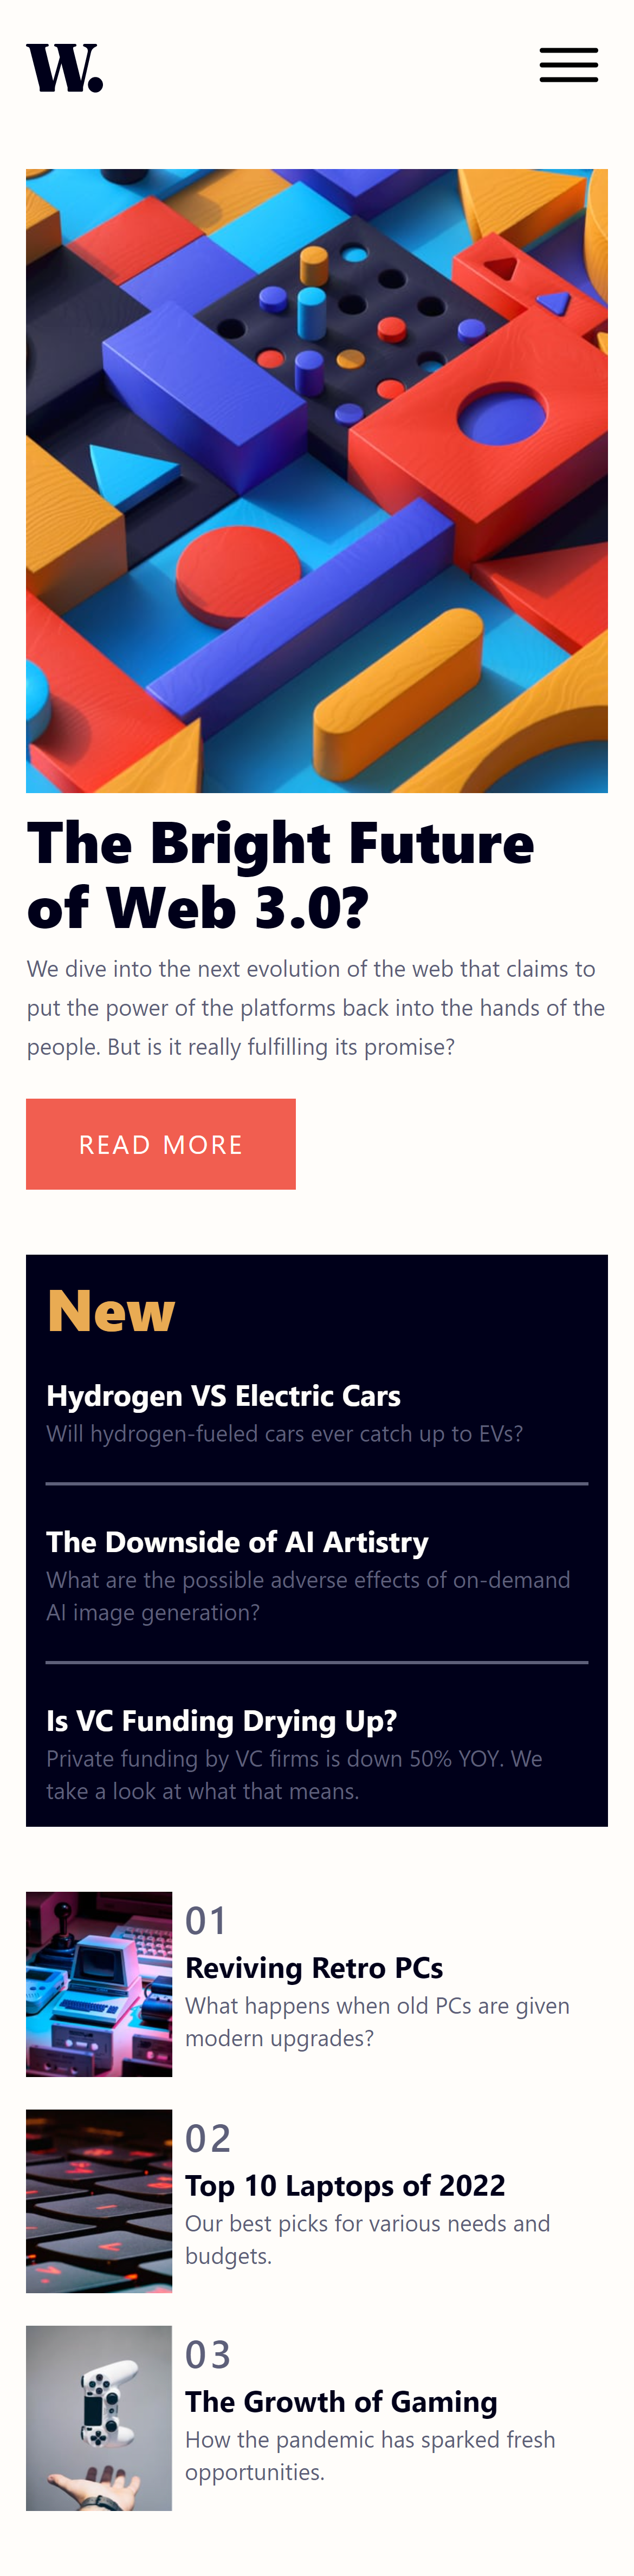 W.
The Bright Future
of Web 3.0?
We dive into the next evolution of the web that claims to
put the power of the platforms back into the hands of the
people. But is it really fulfilling its promise?
READ MORE
New
Hydrogen VS Electric Cars
Will hydrogen-fueled cars ever catch up to EVs?
The Downside of AI Artistry
What are the possible adverse effects of on-demand
AI image generation?
Is VC Funding Drying Up?
Private funding by VC firms is down 50% YOY. We
take a look at what that means.
01
Reviving Retro PCs
What happens when old PCs are given
modern upgrades?
02
Top 10 Laptops of 2022
Our best picks for various needs and
budgets.
03
The Growth of Gaming
How the pandemic has sparked fresh
opportunities.